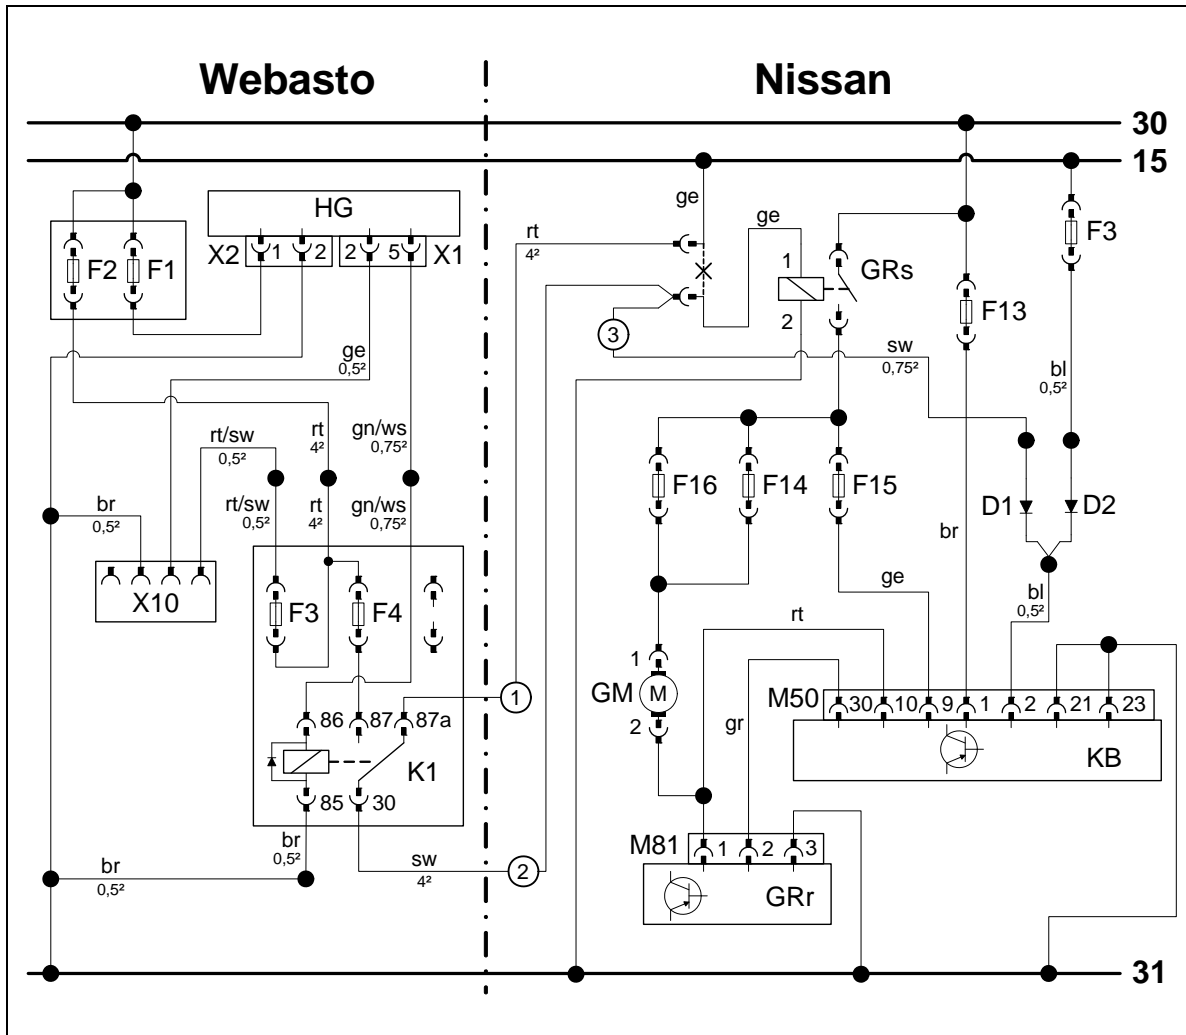 Webasto Nissan
30
15
ge
HG
rt
4²
ge
F3
X2 1 2 2 5 X1
F2 F1
1
GRs
F13
2
3
sw
0,75²
ge
0,5²
bl
0,5²
rt/sw
0,5²
rt
4²
gn/ws
0,75²
F16 F14 F15
br
0,5²
rt/sw
0,5²
rt
4²
gn/ws
0,75²
D1 D2
br
ge
bl
0,5²
X10
F3 F4
rt
1
GM M
2
gr
1
M50 30 10 9 1 2 21 23
86 87 87a
KB
K1
85 30
br
0,5²
M81 1 2 3
br
0,5²
sw
4²
2
GRr
31